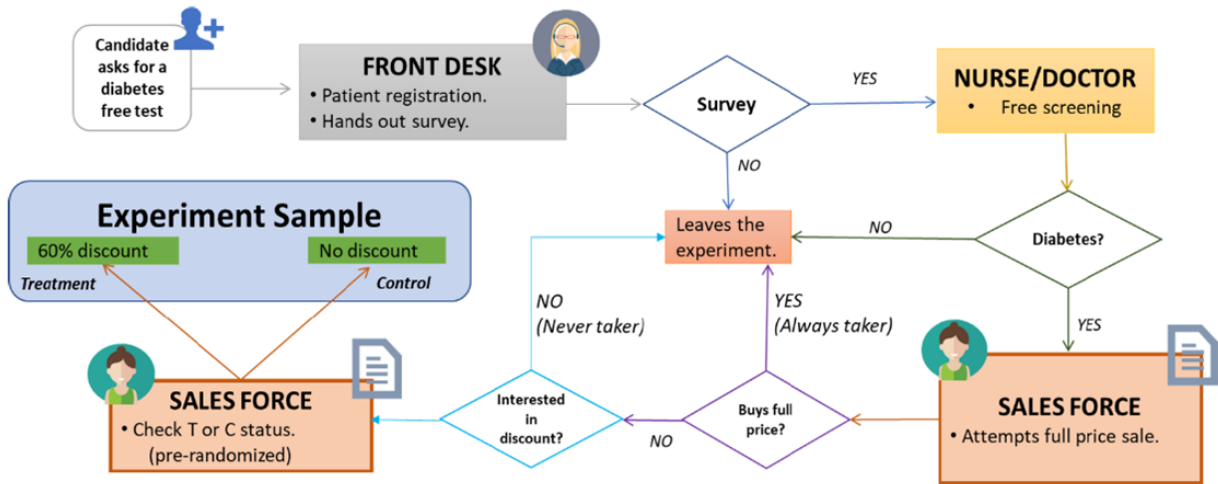 Candidate
asks for a
diabetes
free test
FRONT DESK
• Patient registration.
• Hands out survey.
Survey
YES
NURSE/DOCTOR
• Free screening
NO
Experiment Sample
60% discount
No discount
Treatment
Control
Leaves the
experiment.
NO
Diabetes?
NO
(Never taker)
YES
(Always taker)
YES
SALES FORCE
• Check T or C status.
(pre-randomized)
Interested
in
discount?
NO
Buys full
price?
SALES FORCE
• Attempts full price sale.